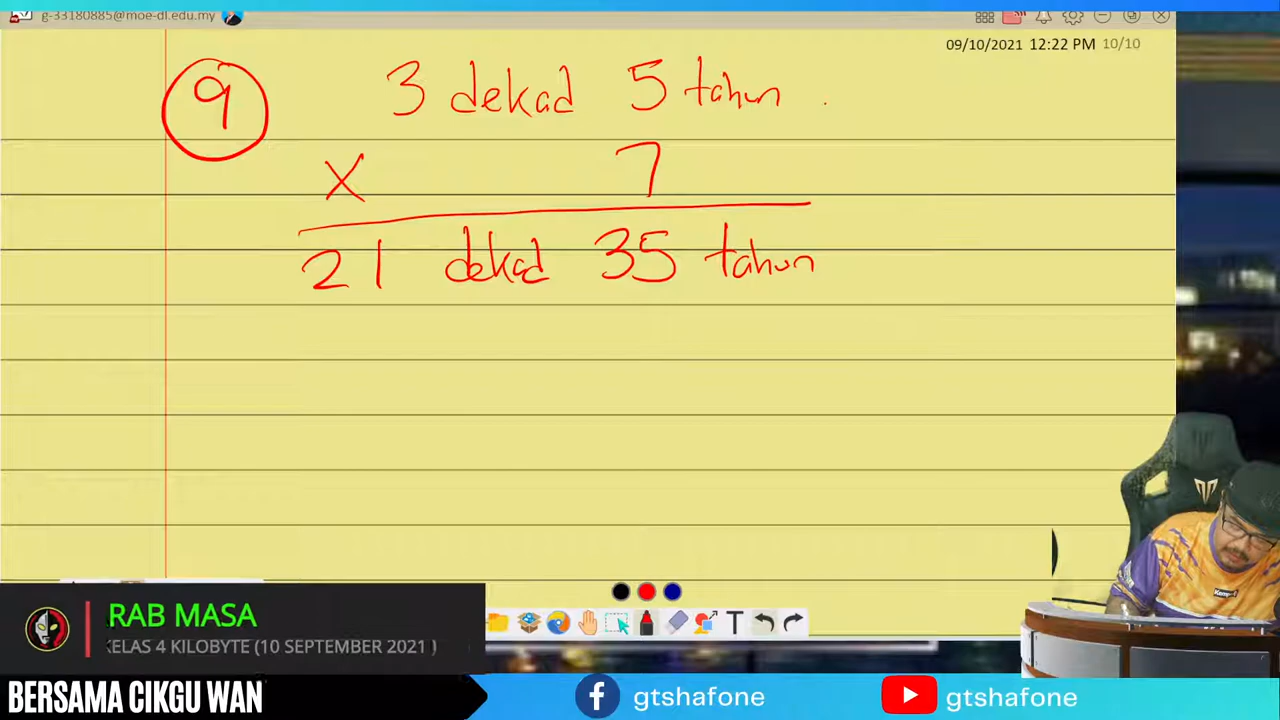 g-33180885@moe-dl.edu.my
09/10/2021 12:22 PM 10/10
9 3 dekad 5 tahun
x 7
21 dekad 35 tahun
T
RAB MASA
KELAS 4 KILOBYTE (10 SEPTEMBER 2021 )
BERSAMA CIKGU WAN
gtshafone
gtshafone